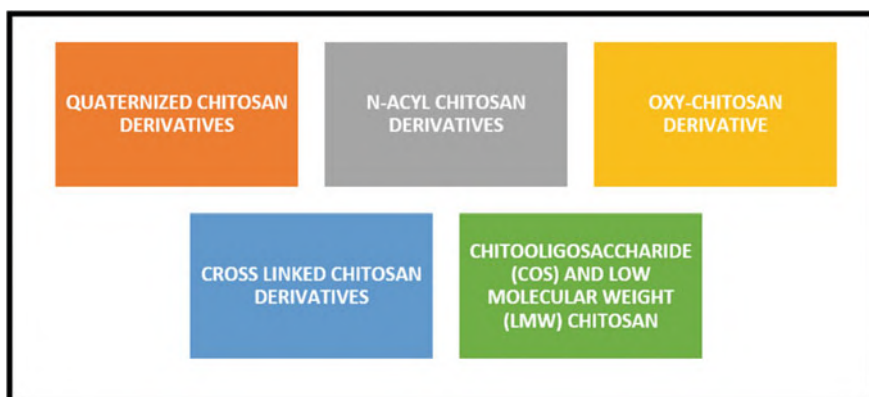 QUATERNIZED CHITOSAN
DERIVATIVES
N-ACYL CHITOSAN
DERIVATIVES
OXY-CHITOSAN
DERIVATIVE
CROSS LINKED CHITOSAN
DERIVATIVES
CHITOOLIGOSACCHARIDE
(COS) AND LOW
MOLECULAR WEIGHT
(LMW) CHITOSAN